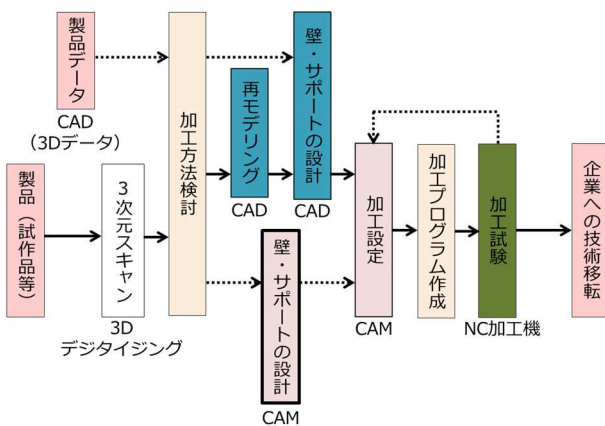 製品データ
CAD
（3Dデータ）
製品（試作品等）
３次元スキャン
3D
デジタイジング
加工方法検討
再モデリング
CAD
壁・サポートの設計
CAD
壁・サポートの設計
CAM
加工設定
CAM
加工プログラム作成
加工試験
NC加工機
企業への技術移転